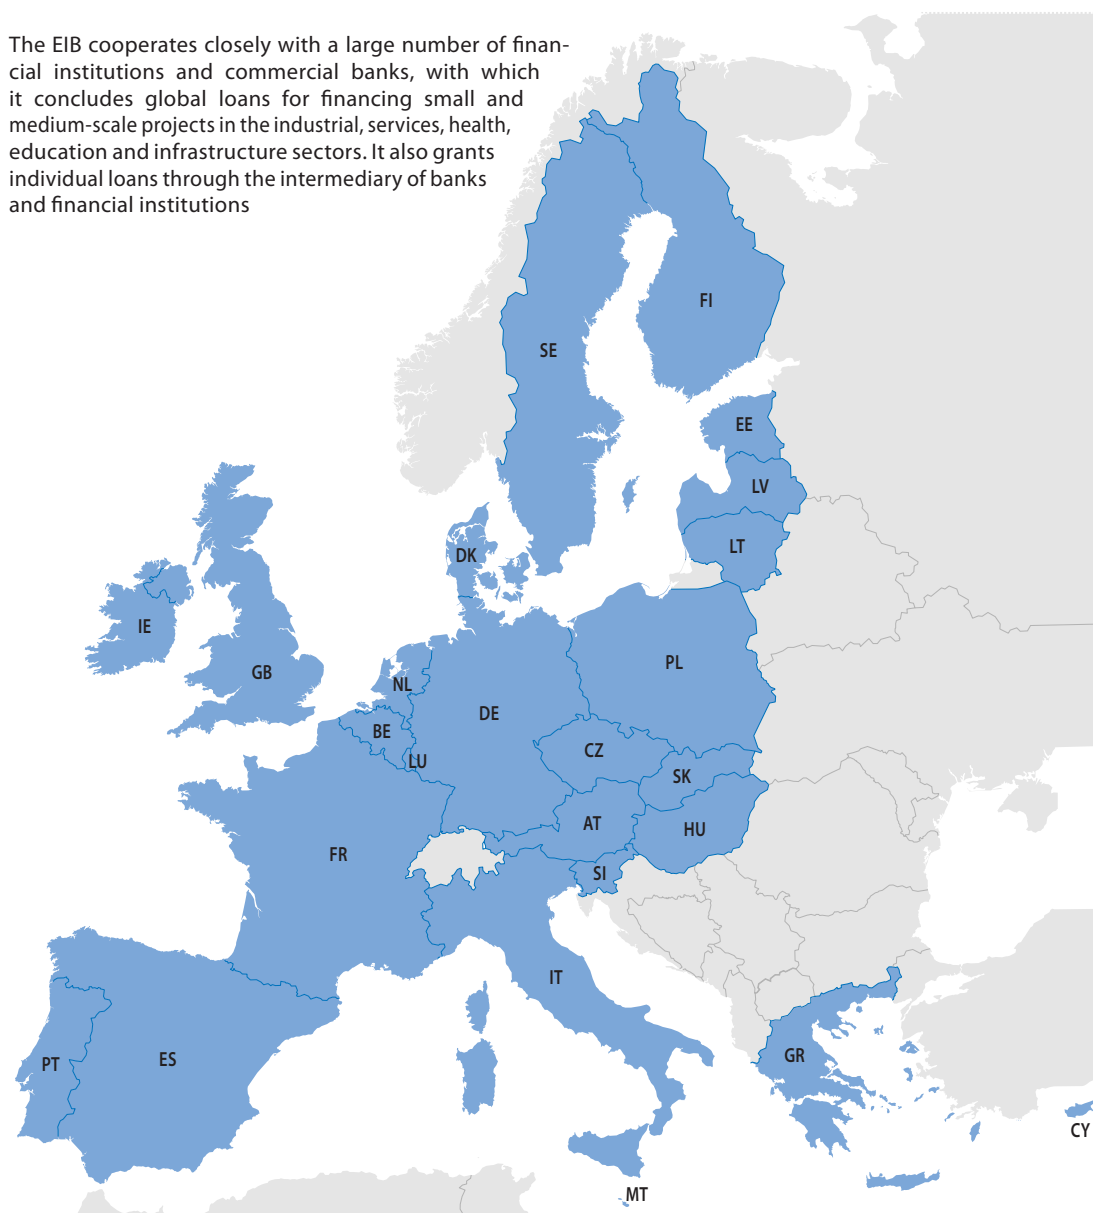 The EIB cooperates closely with a large number of finan-
cial institutions and commercial banks, with which
it concludes global loans for financing small and
medium-scale projects in the industrial, services, health,
education and infrastructure sectors. It also grants
individual loans through the intermediary of banks
and financial institutions
FI
SE
EE
LV
LT
DK
IE
GB
PL
NL
DE
BE
CZ
LU
SK
AT
HU
FR
SI
IT
GR
PT
ES
CY
MT